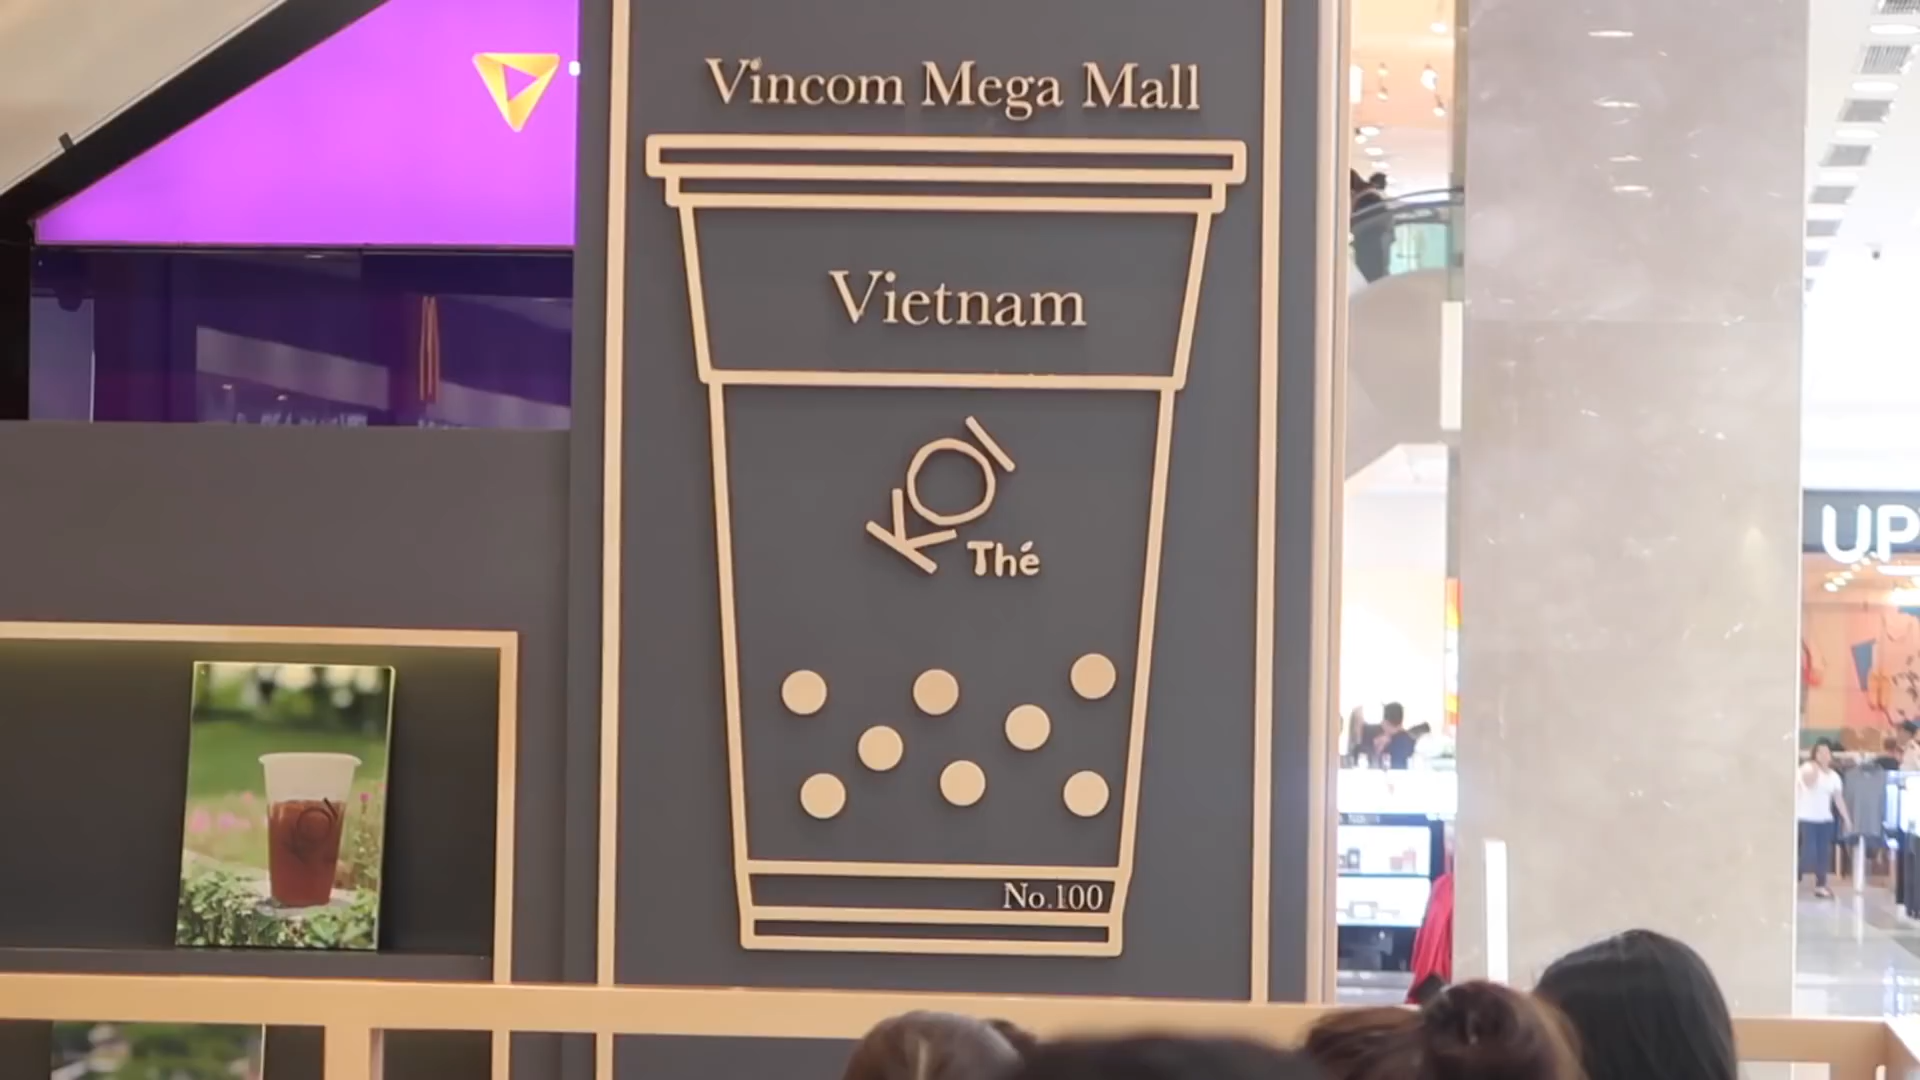 Vincom Mega Mall
Vietnam
KOI
Thé
No.100
UP